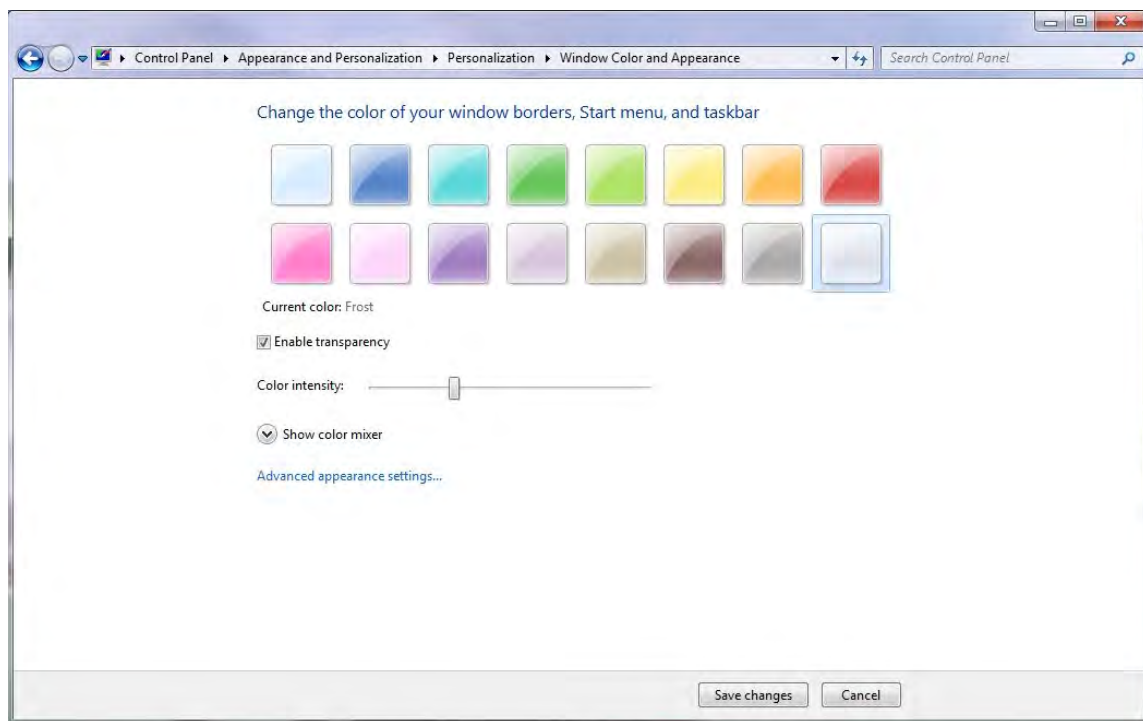 Control Panel Appearance and Personalization Personalization Window Color and Appearance Search Control Panel
Change the color of your window borders, Start menu, and taskbar
Current color: Frost
Enable transparency
Color intensity:
Show color mixer
Advanced appearance settings...
Save changes Cancel